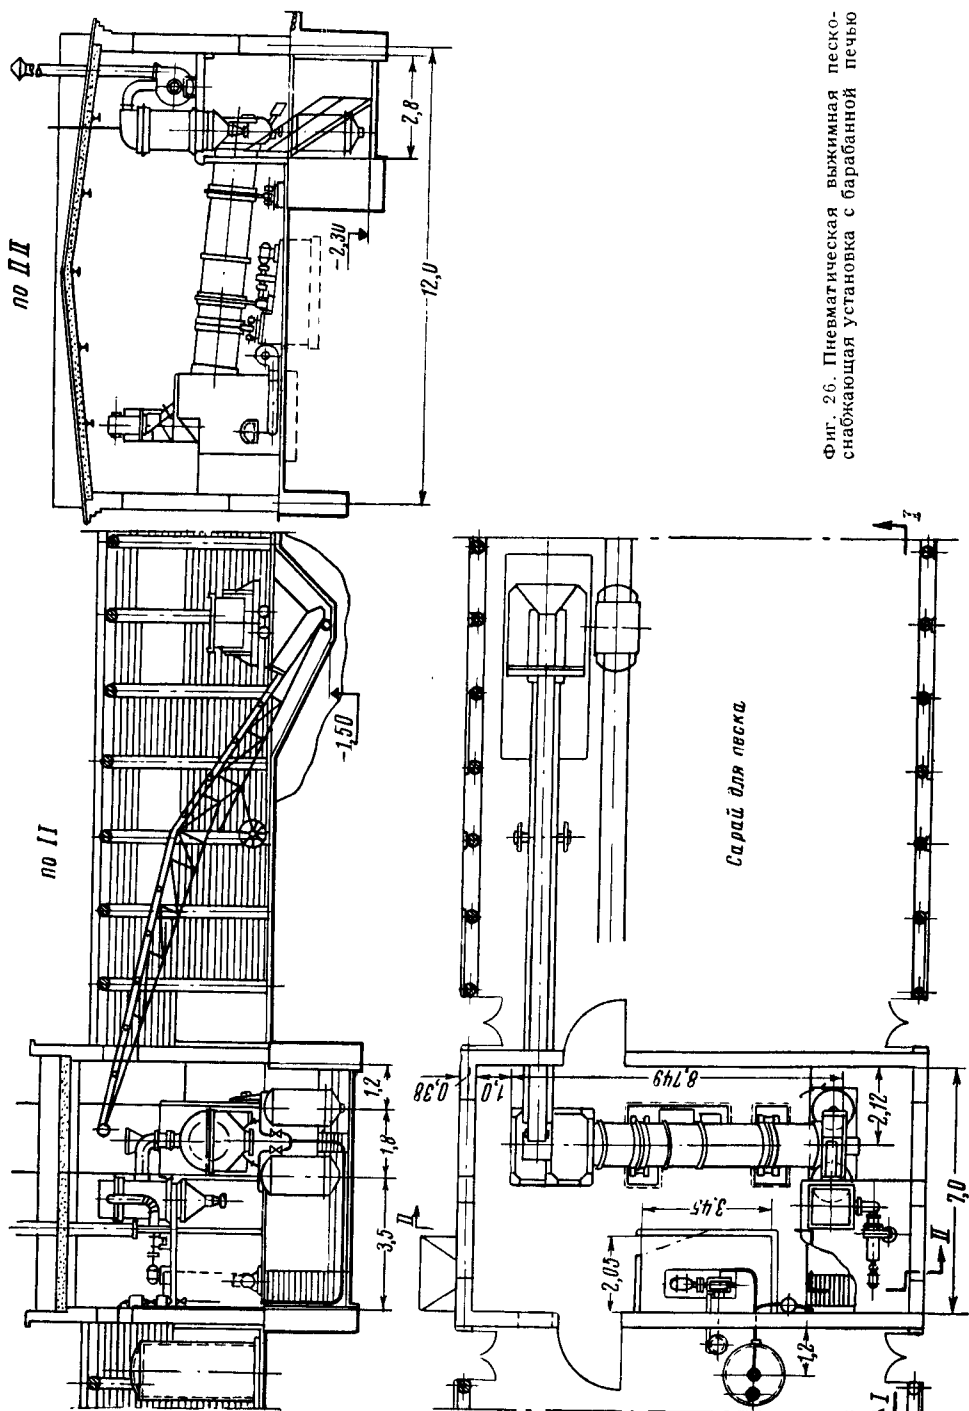 по II II
2,8
-2,30
12,0
Фиг. 26. Пневматическая выжимная песко-
снабжающая установка с барабанной печью
по II
-1,50
1,2
1,8
3,5
I
Сарай для песка
0,38
1,0
8,749
2,12
3,45
2,05
7,0
1,2
II
II
I